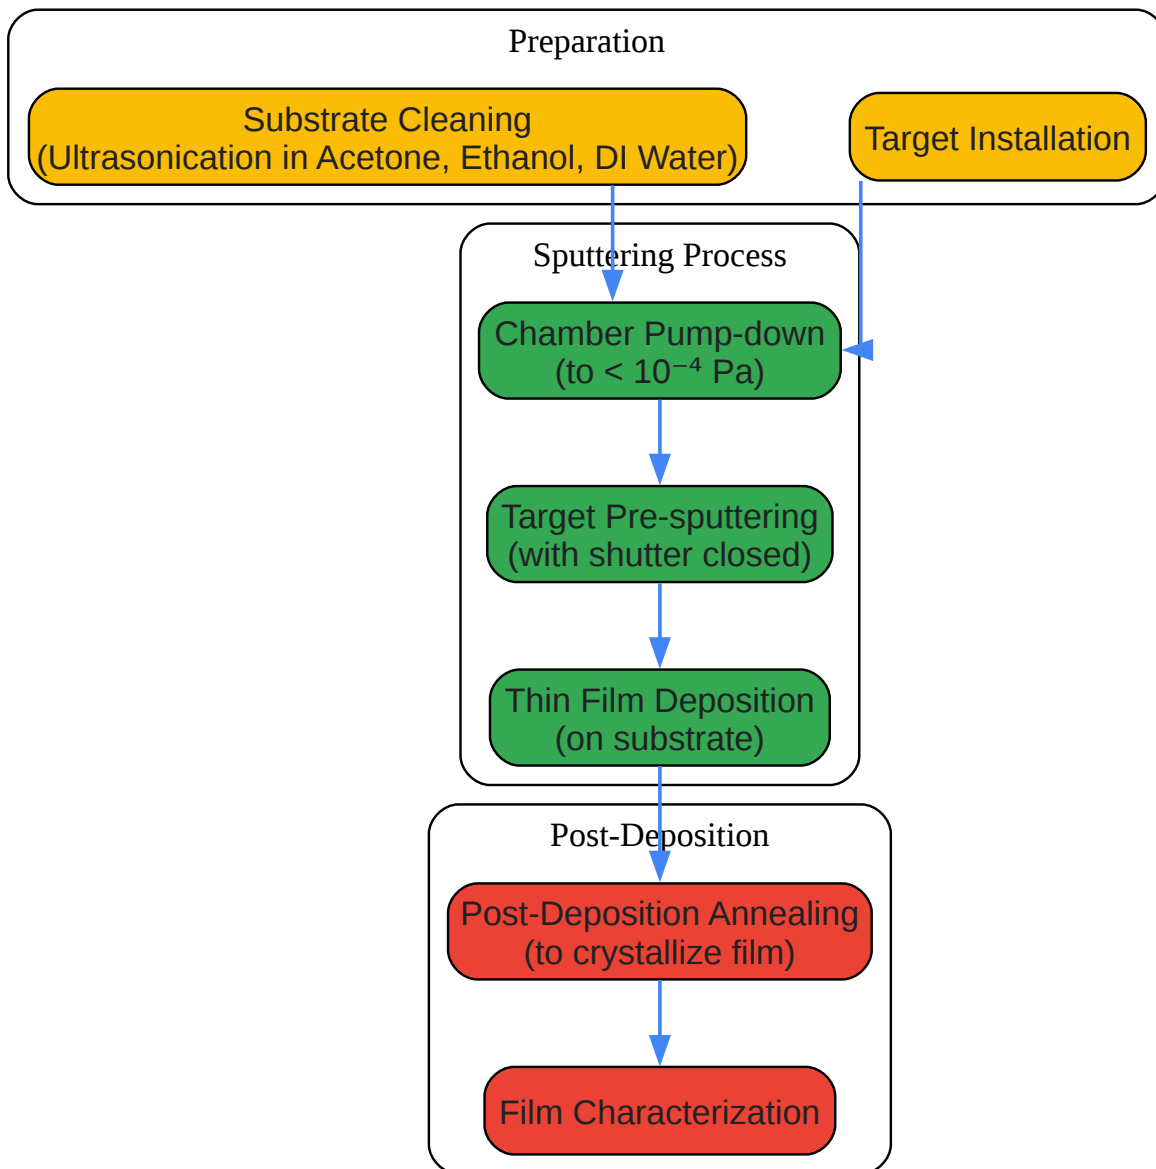 Preparation
Substrate Cleaning
(Ultrasonication in Acetone, Ethanol, DI Water)
Target Installation
Sputtering Process
Chamber Pump-down
(to < 10⁻⁴ Pa)
Target Pre-sputtering
(with shutter closed)
Thin Film Deposition
(on substrate)
Post-Deposition
Post-Deposition Annealing
(to crystallize film)
Film Characterization